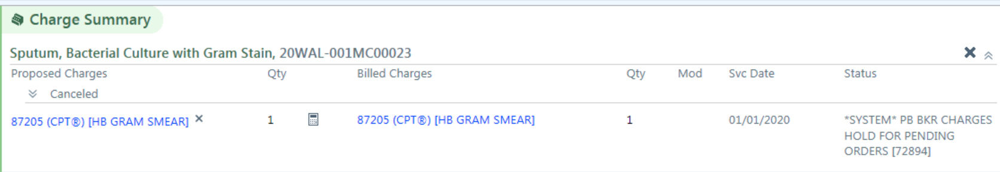 Charge Summary
Sputum, Bacterial Culture with Gram Stain, 20WAL-001MC00023
Proposed Charges Qty Billed Charges Qty Mod Svc Date Status
Canceled
87205 (CPT®) [HB GRAM SMEAR] 1 87205 (CPT®) [HB GRAM SMEAR] 1 01/01/2020 *SYSTEM* PB BKR CHARGES
HOLD FOR PENDING
ORDERS [72894]